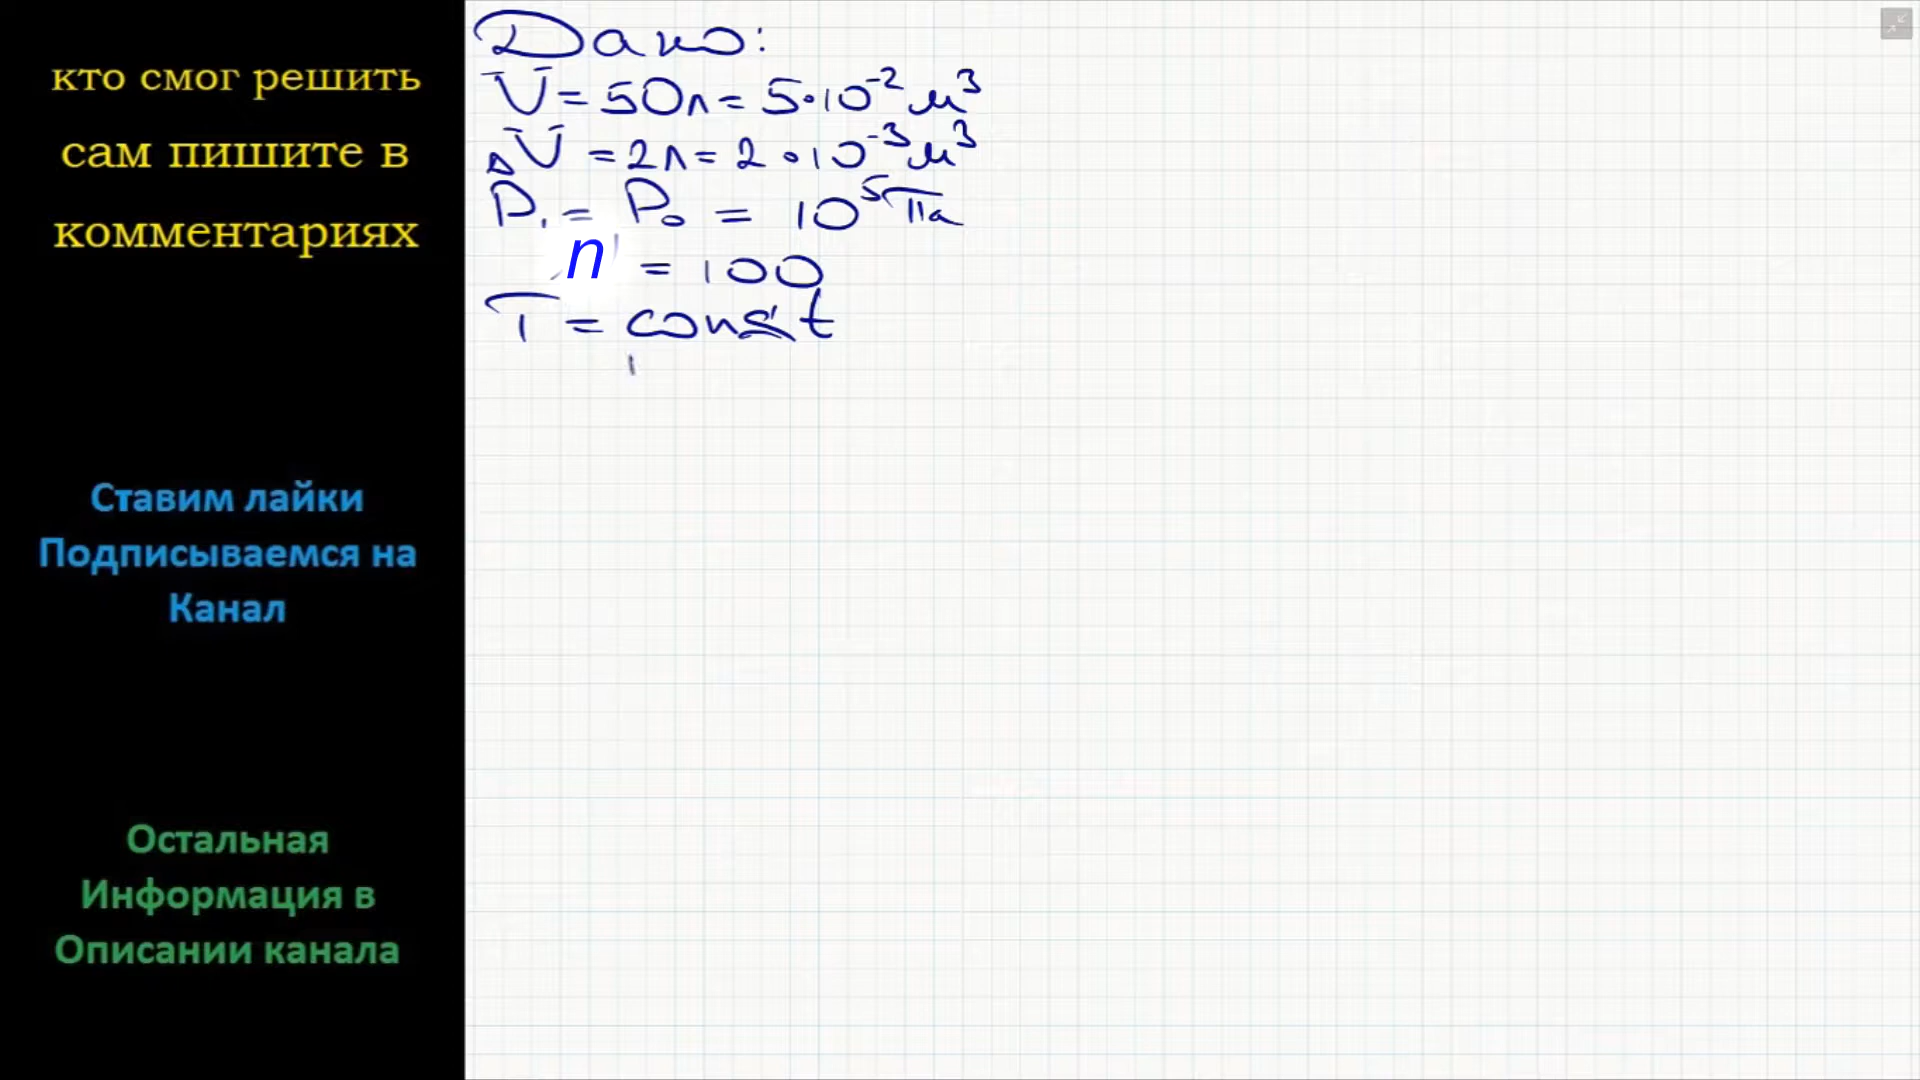 кто смог решить
сам пишите в
комментариях
Ставим лайки
Подписываемся на
Канал
Остальная
Информация в
Описании канала
Дано:
V = 50л = 5·10⁻² м³
ΔV = 2л = 2·10⁻³ м³
P₁ = P₀ = 10⁵ Па
n = 100
T = const